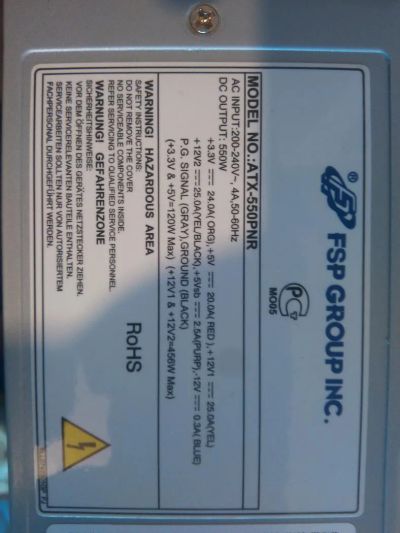 FSP GROUP INC.
®
PC
MO05
MODEL NO.:ATX-550PNR
AC INPUT:200-240V~, 4A,50-60Hz
DC OUTPUT: 550W
+3.3V ⎓ 24.0A( ORG),+5V ⎓ 20.0A( RED ),+12V1 ⎓ 25.0A(YEL)
+12V2 ⎓25.0A(YEL/BLACK),+5Vsb ⎓ 2.5A(PURP),-12V ⎓ 0.3A( BLUE)
P.G. SIGNAL (GRAY),GROUND (BLACK)
(+3.3V & +5V=120W Max) (+12V1 & +12V2=456W Max)
WARNING! HAZARDOUS AREA
SAFETY INSTRUCTIONS:
DO NOT REMOVE THE COVER
NO SERVICEABLE COMPONENTS INSIDE.
REFER SERVICING TO QUALIFIED SERVICE PERSONNEL.
WARNUNG! GEFAHRENZONE
SICHERHEITSHINWEISE:
VOR DEM ÖFFNEN DES GERÄTES NETZSTECKER ZIEHEN.
KEINE SERVICERELEVANTEN BAUTEILE ENTHALTEN.
SERVICEARBEITEN SOLLTEN NUR VON AUTORISIERTEM
FACHPERSONAL DURCHGEFÜHRT WERDEN.
RoHS